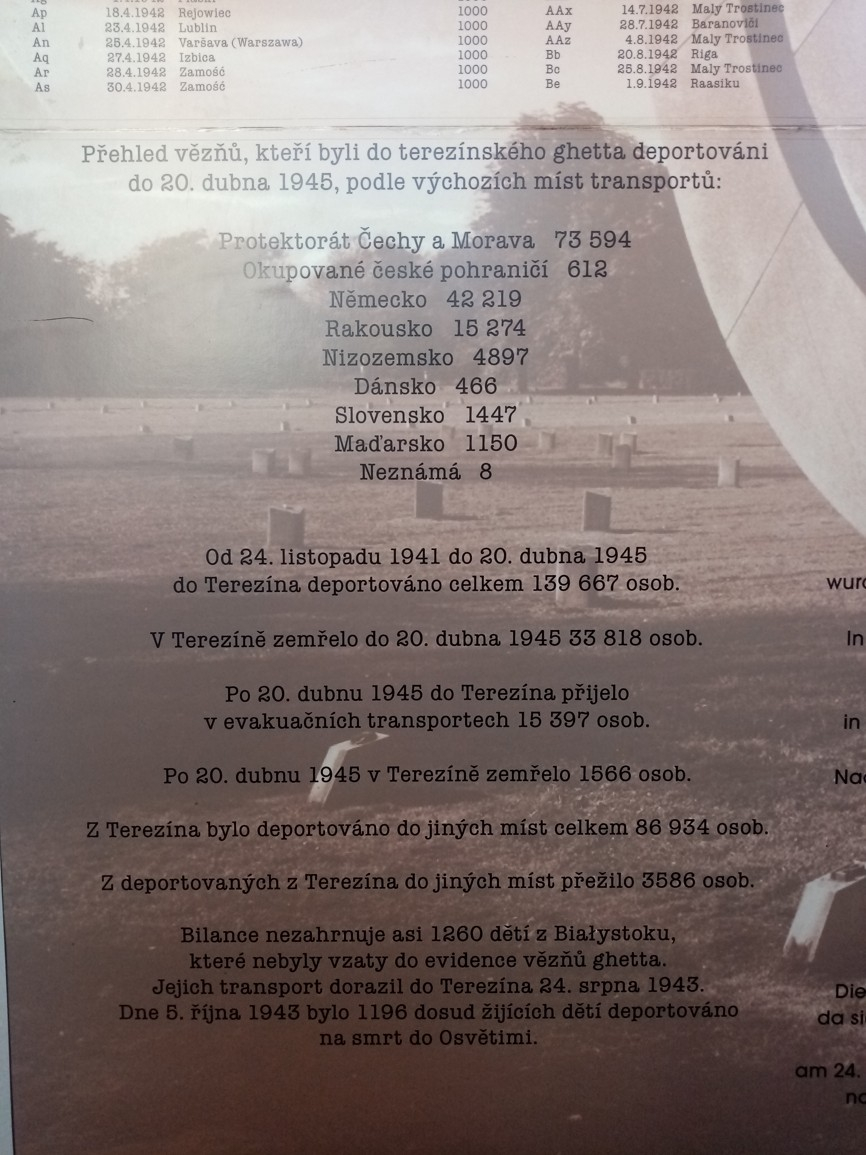 Ap 18.4.1942 Rejowiec 1000 AAx 14.7.1942 Maly Trostinec
Al 23.4.1942 Lublin 1000 AAy 28.7.1942 Baranoviči
An 25.4.1942 Varšava (Warszawa) 1000 AAz 4.8.1942 Maly Trostinec
Aq 27.4.1942 Izbica 1000 Bb 20.8.1942 Riga
Ar 28.4.1942 Zamość 1000 Bc 25.8.1942 Maly Trostinec
As 30.4.1942 Zamość 1000 Be 1.9.1942 Raasiku
Přehled vězňů, kteří byli do terezínského ghetta deportováni
do 20. dubna 1945, podle výchozích míst transportů:
Protektorát Čechy a Morava 73 594
Okupované české pohraničí 612
Německo 42 219
Rakousko 15 274
Nizozemsko 4897
Dánsko 466
Slovensko 1447
Maďarsko 1150
Neznámá 8
Od 24. listopadu 1941 do 20. dubna 1945
do Terezína deportováno celkem 139 667 osob.
wurd
V Terezíně zemřelo do 20. dubna 1945 33 818 osob.
In
Po 20. dubnu 1945 do Terezína přijelo
v evakuačních transportech 15 397 osob.
in
Po 20. dubnu 1945 v Terezíně zemřelo 1566 osob.
Nac
Z Terezína bylo deportováno do jiných míst celkem 86 934 osob.
Z deportovaných z Terezína do jiných míst přežilo 3586 osob.
Bilance nezahrnuje asi 1260 dětí z Białystoku,
které nebyly vzaty do evidence vězňů ghetta.
Jejich transport dorazil do Terezína 24. srpna 1943.
Dne 5. října 1943 bylo 1196 dosud žijících dětí deportováno
na smrt do Osvětimi.
Die
da si
am 24.